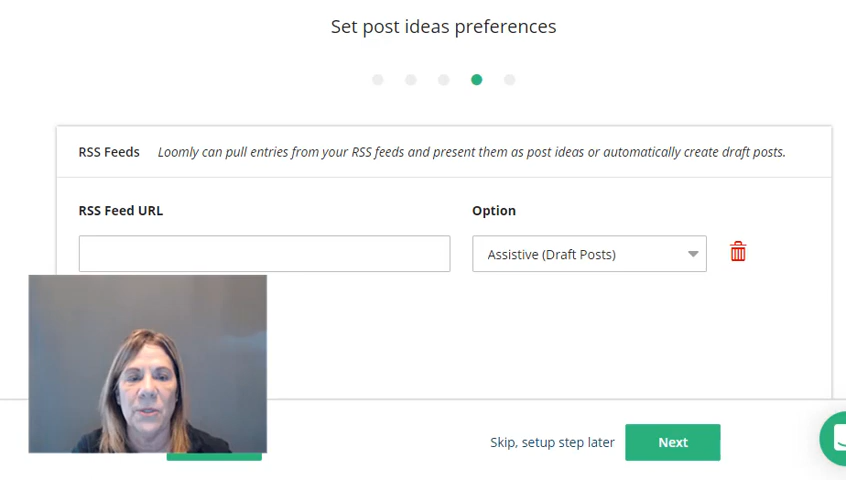 Set post ideas preferences
RSS Feeds Loomly can pull entries from your RSS feeds and present them as post ideas or automatically create draft posts.
RSS Feed URL Option
Assistive (Draft Posts)
Skip, setup step later Next